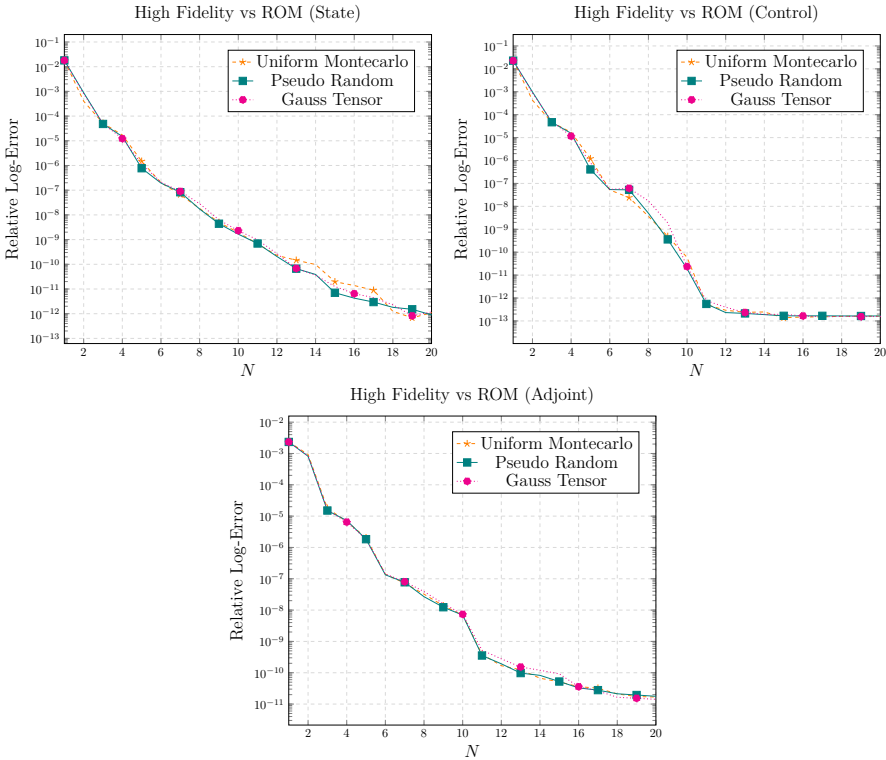 High Fidelity vs ROM (State)
10⁻¹
10⁻²
10⁻³
10⁻⁴
10⁻⁵
10⁻⁶
10⁻⁷
10⁻⁸
10⁻⁹
10⁻¹⁰
10⁻¹¹
10⁻¹²
10⁻¹³
Relative Log-Error
Uniform Montecarlo
Pseudo Random
Gauss Tensor
2 4 6 8 10 12 14 16 18 20
N
High Fidelity vs ROM (Control)
10⁻¹
10⁻²
10⁻³
10⁻⁴
10⁻⁵
10⁻⁶
10⁻⁷
10⁻⁸
10⁻⁹
10⁻¹⁰
10⁻¹¹
10⁻¹²
10⁻¹³
Relative Log-Error
Uniform Montecarlo
Pseudo Random
Gauss Tensor
2 4 6 8 10 12 14 16 18 20
N
High Fidelity vs ROM (Adjoint)
10⁻²
10⁻³
10⁻⁴
10⁻⁵
10⁻⁶
10⁻⁷
10⁻⁸
10⁻⁹
10⁻¹⁰
10⁻¹¹
Relative Log-Error
Uniform Montecarlo
Pseudo Random
Gauss Tensor
2 4 6 8 10 12 14 16 18 20
N